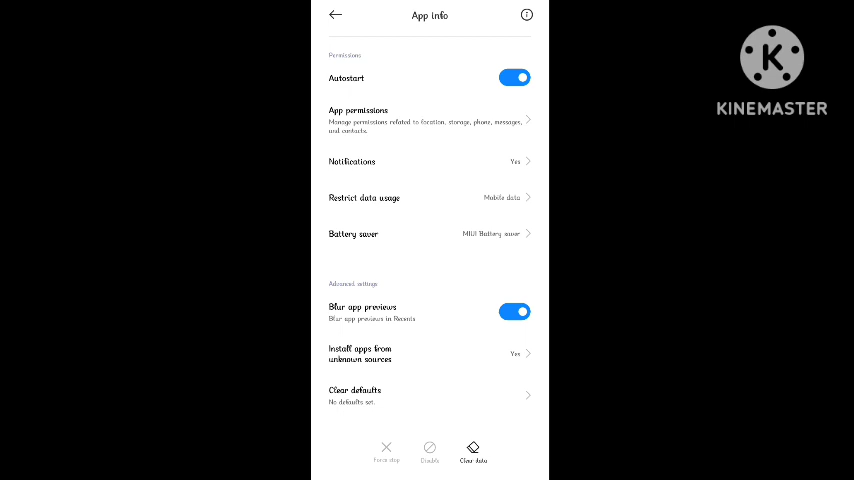 App info
Permissions
Autostart
App permissions
Manage permissions related to location, storage, phone, messages,
and contacts.
Notifications
Yes
Restrict data usage
Mobile data
Battery saver
MIUI Battery saver
Advanced settings
Blur app previews
Blur app previews in Recents
Install apps from
unknown sources
Yes
Clear defaults
No defaults set.
Force stop
Disable
Clear data
K
KINEMASTER